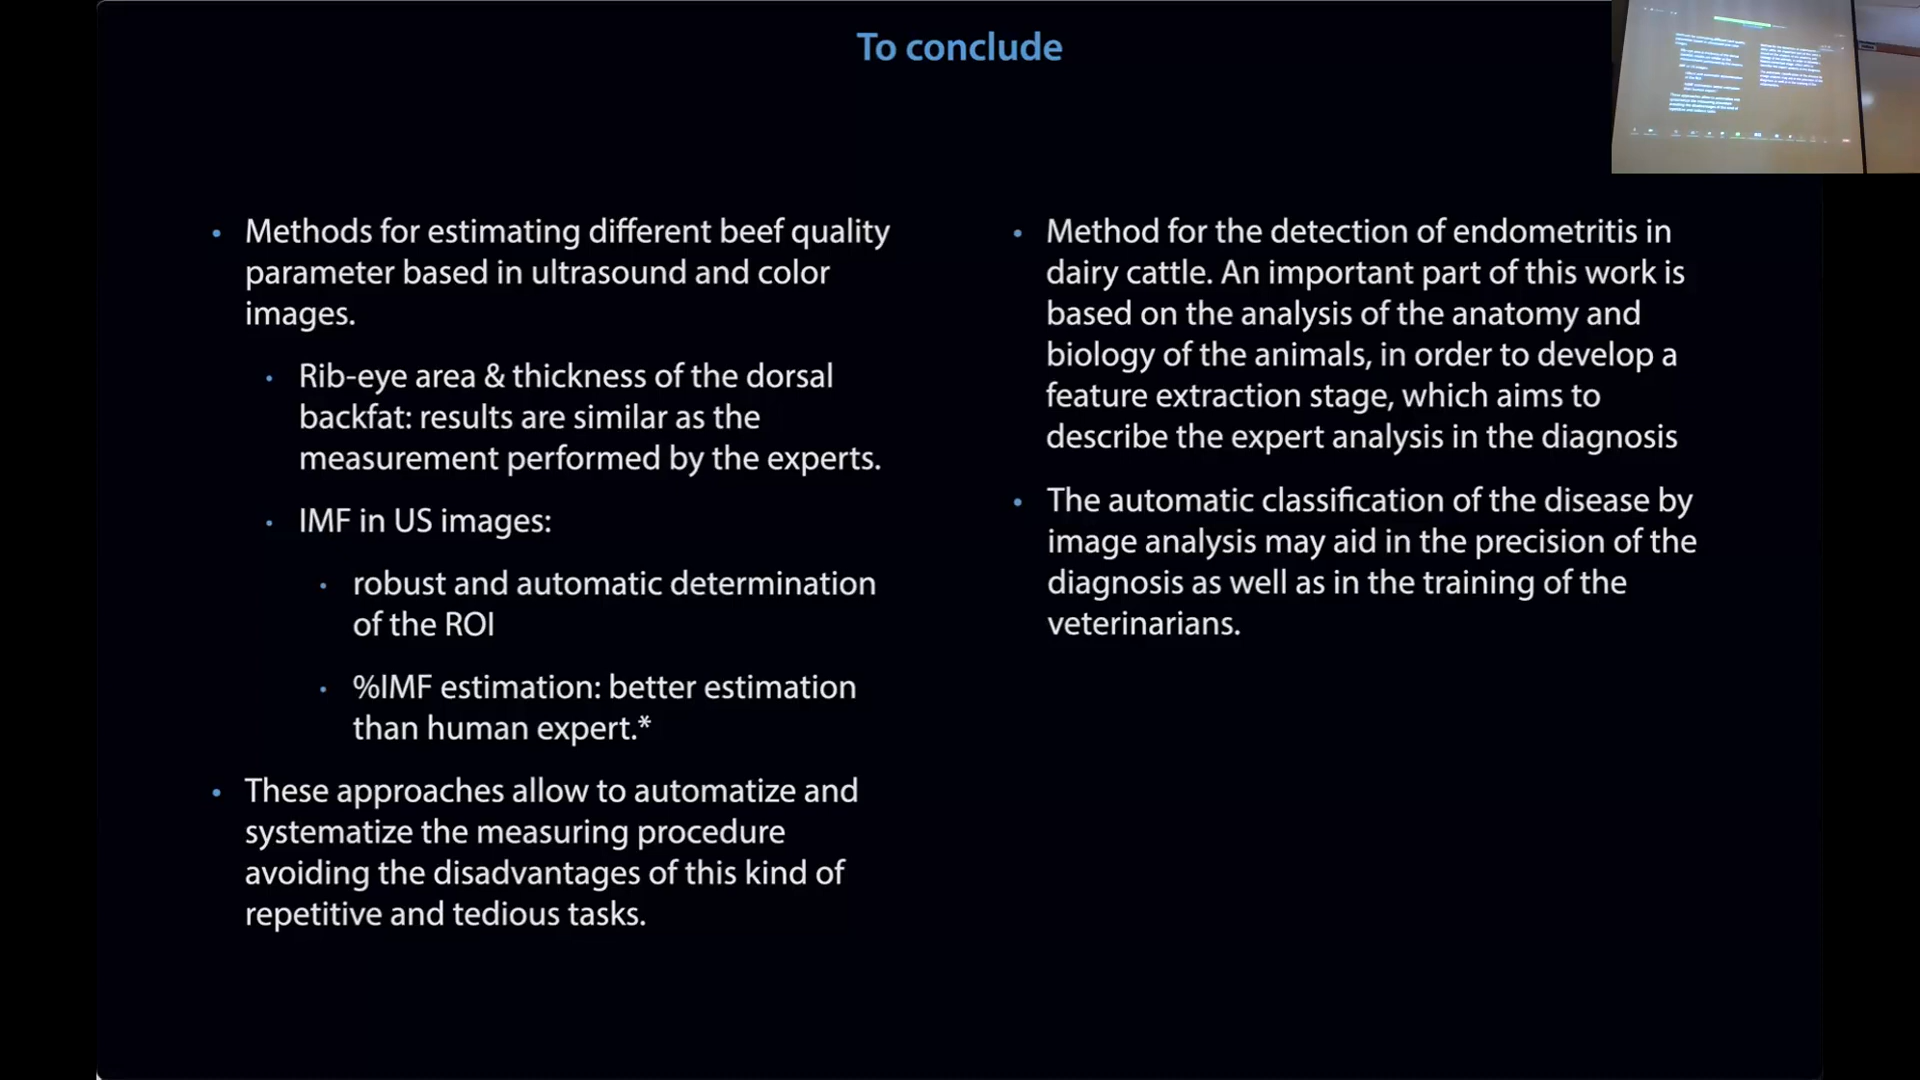 To conclude
• Methods for estimating different beef quality
parameter based in ultrasound and color
images.
• Rib-eye area & thickness of the dorsal
backfat: results are similar as the
measurement performed by the experts.
• IMF in US images:
• robust and automatic determination
of the ROI
• %IMF estimation: better estimation
than human expert.*
• These approaches allow to automatize and
systematize the measuring procedure
avoiding the disadvantages of this kind of
repetitive and tedious tasks.
• Method for the detection of endometritis in
dairy cattle. An important part of this work is
based on the analysis of the anatomy and
biology of the animals, in order to develop a
feature extraction stage, which aims to
describe the expert analysis in the diagnosis
• The automatic classification of the disease by
image analysis may aid in the precision of the
diagnosis as well as in the training of the
veterinarians.